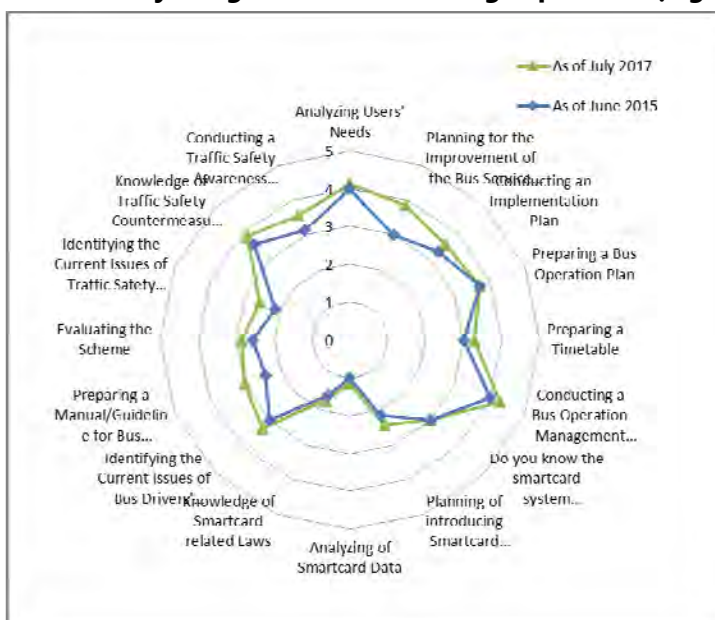 As of July 2017
As of June 2015
Analyzing Users'
Needs
Planning for the
Improvement of
the Bus Service
Conducting an
Implementation
Plan
Preparing a Bus
Operation Plan
Preparing a
Timetable
Conducting a
Bus Operation
Management...
Do you know the
smartcard
system...
Planning of
introducing
Smartcard...
Analyzing of
Smartcard Data
Knowledge of
Smartcard
related Laws
Identifying the
Current Issues of
Bus Drivers'
Preparing a
Manual/Guidelin
e for Bus...
Evaluating the
Scheme
Identifying the
Current Issues of
Traffic Safety...
Knowledge of
Traffic Safety
Countermeasu...
Conducting a
Traffic Safety
Awareness...
5
4
3
2
1
0